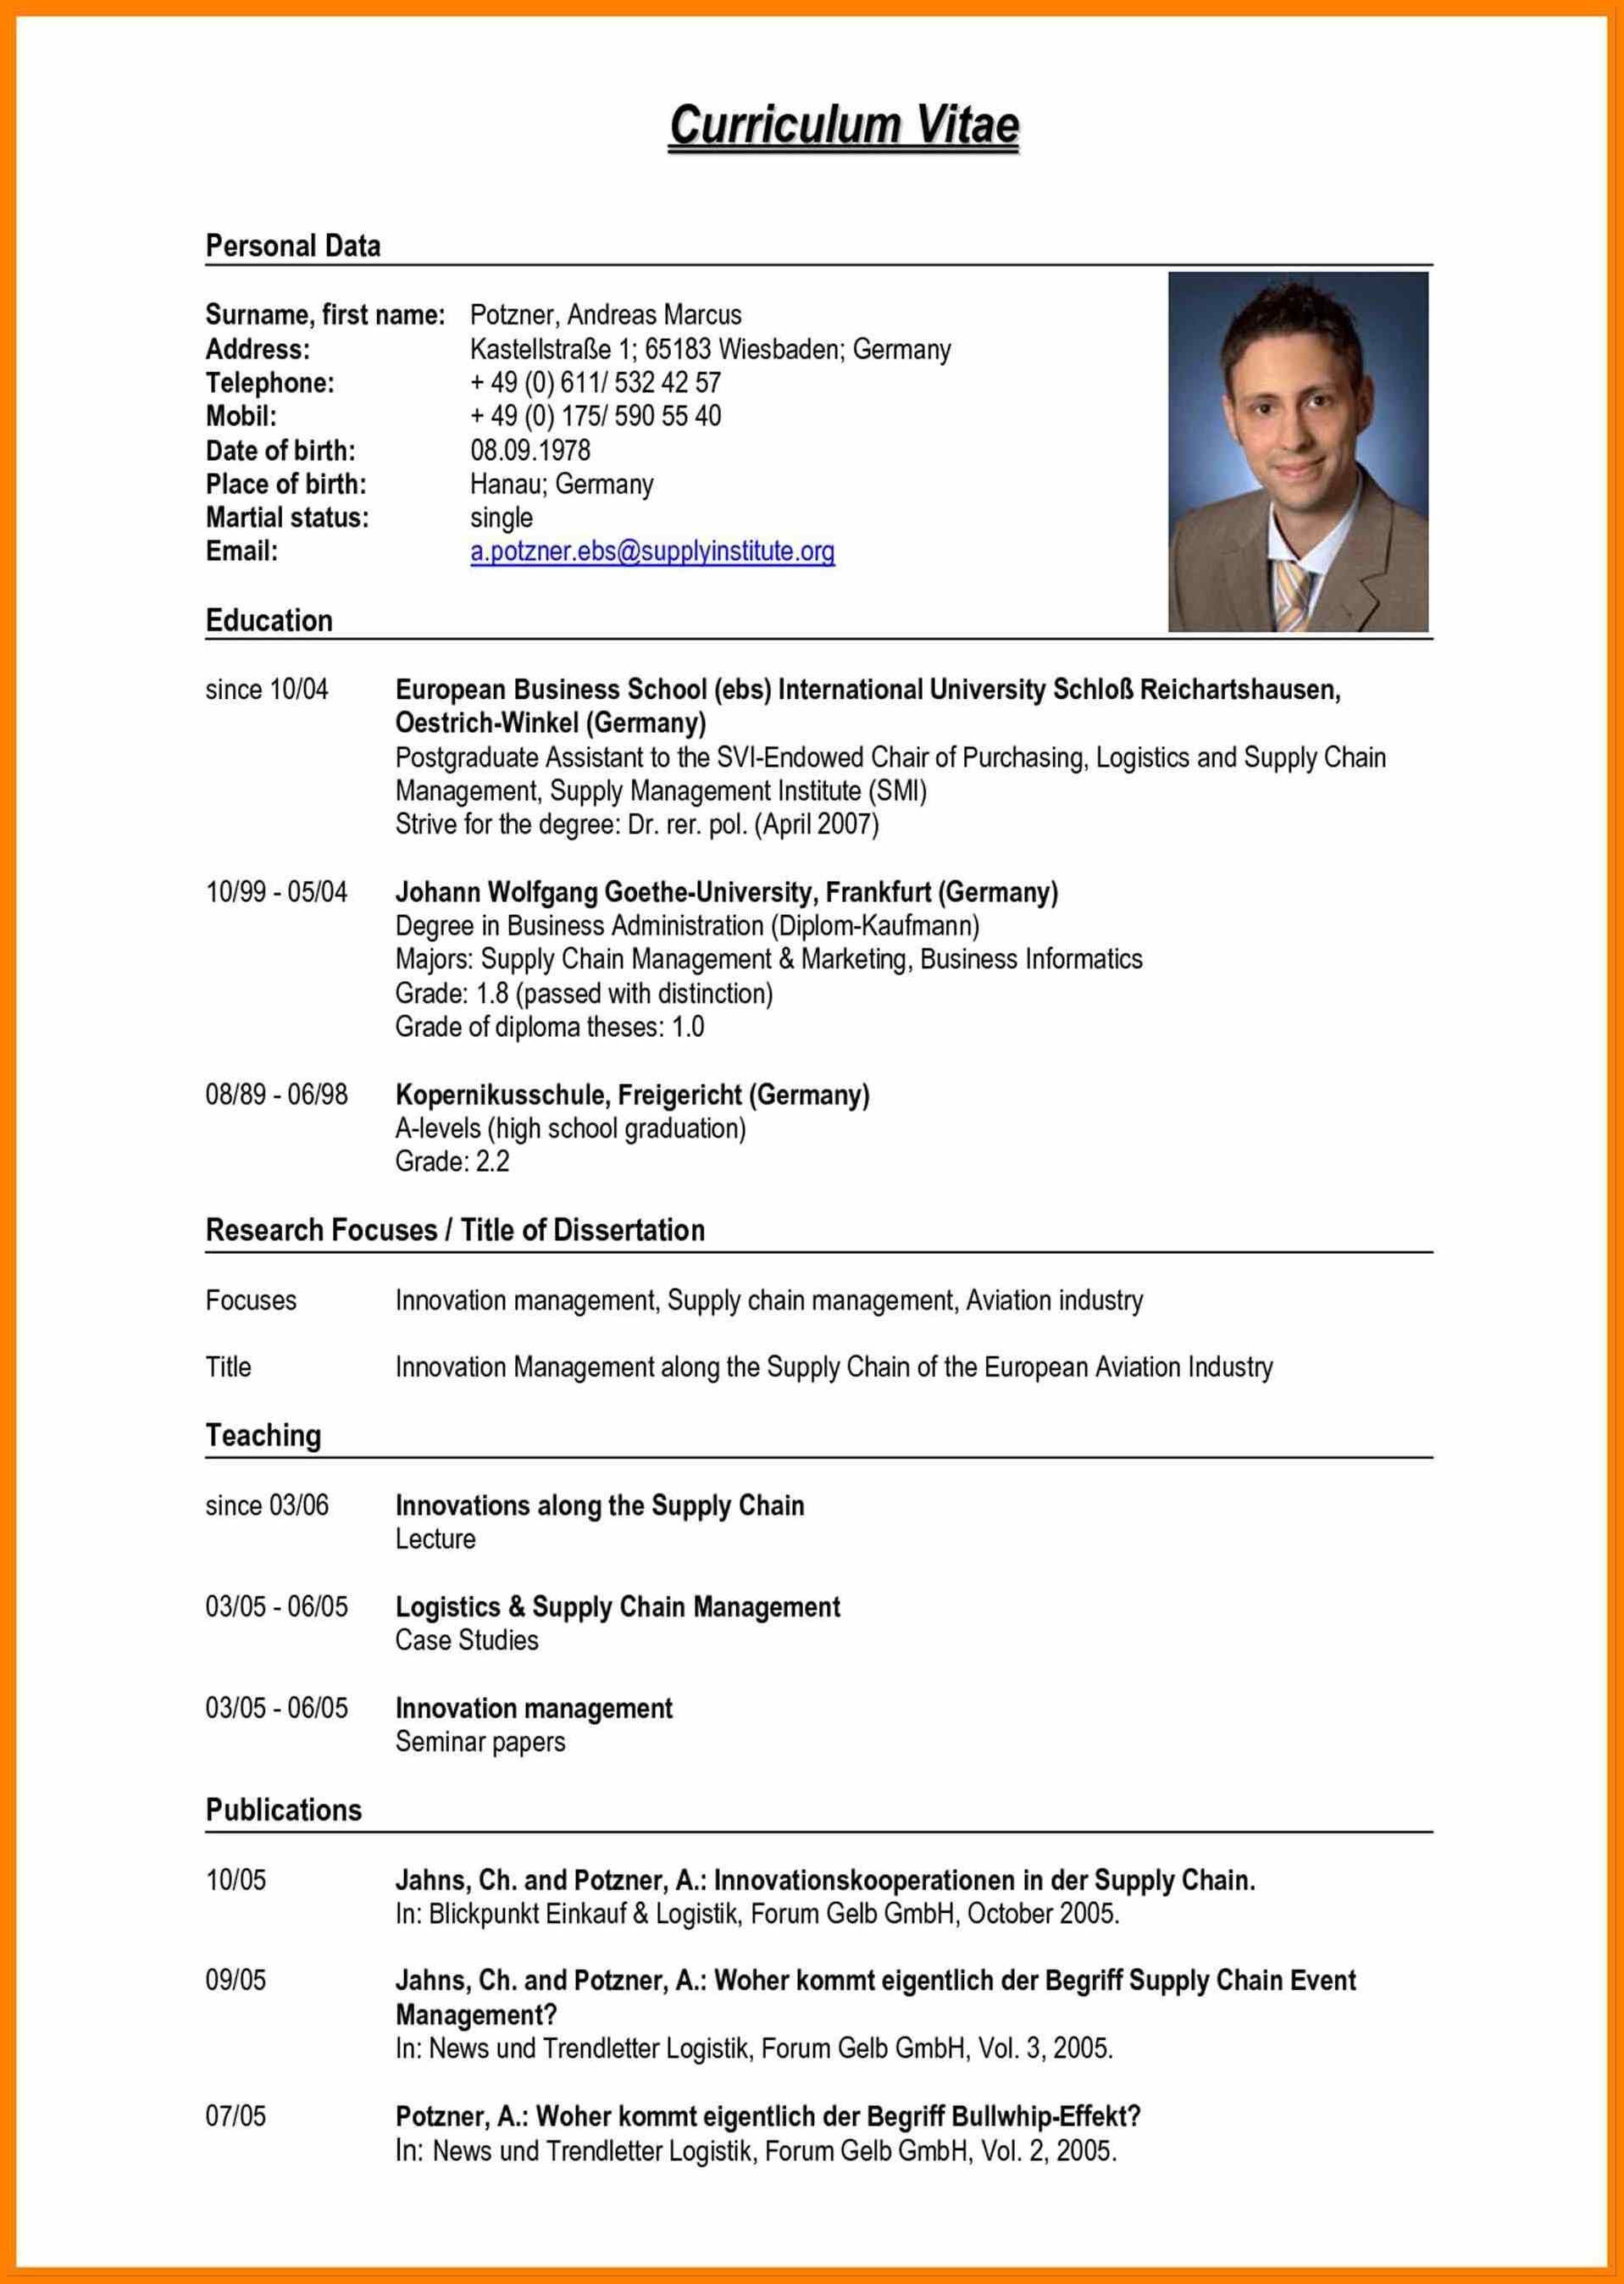 Curriculum Vitae
Personal Data
Surname, first name: Potzner, Andreas Marcus
Address: Kastellstraße 1; 65183 Wiesbaden; Germany
Telephone: + 49 (0) 611/ 532 42 57
Mobil: + 49 (0) 175/ 590 55 40
Date of birth: 08.09.1978
Place of birth: Hanau; Germany
Martial status: single
Email: a.potzner.ebs@supplyinstitute.org
Education
since 10/04 European Business School (ebs) International University Schloß Reichartshausen,
Oestrich-Winkel (Germany)
Postgraduate Assistant to the SVI-Endowed Chair of Purchasing, Logistics and Supply Chain
Management, Supply Management Institute (SMI)
Strive for the degree: Dr. rer. pol. (April 2007)
10/99 - 05/04 Johann Wolfgang Goethe-University, Frankfurt (Germany)
Degree in Business Administration (Diplom-Kaufmann)
Majors: Supply Chain Management & Marketing, Business Informatics
Grade: 1.8 (passed with distinction)
Grade of diploma theses: 1.0
08/89 - 06/98 Kopernikusschule, Freigericht (Germany)
A-levels (high school graduation)
Grade: 2.2
Research Focuses / Title of Dissertation
Focuses Innovation management, Supply chain management, Aviation industry
Title Innovation Management along the Supply Chain of the European Aviation Industry
Teaching
since 03/06 Innovations along the Supply Chain
Lecture
03/05 - 06/05 Logistics & Supply Chain Management
Case Studies
03/05 - 06/05 Innovation management
Seminar papers
Publications
10/05 Jahns, Ch. and Potzner, A.: Innovationskooperationen in der Supply Chain.
In: Blickpunkt Einkauf & Logistik, Forum Gelb GmbH, October 2005.
09/05 Jahns, Ch. and Potzner, A.: Woher kommt eigentlich der Begriff Supply Chain Event
Management?
In: News und Trendletter Logistik, Forum Gelb GmbH, Vol. 3, 2005.
07/05 Potzner, A.: Woher kommt eigentlich der Begriff Bullwhip-Effekt?
In: News und Trendletter Logistik, Forum Gelb GmbH, Vol. 2, 2005.